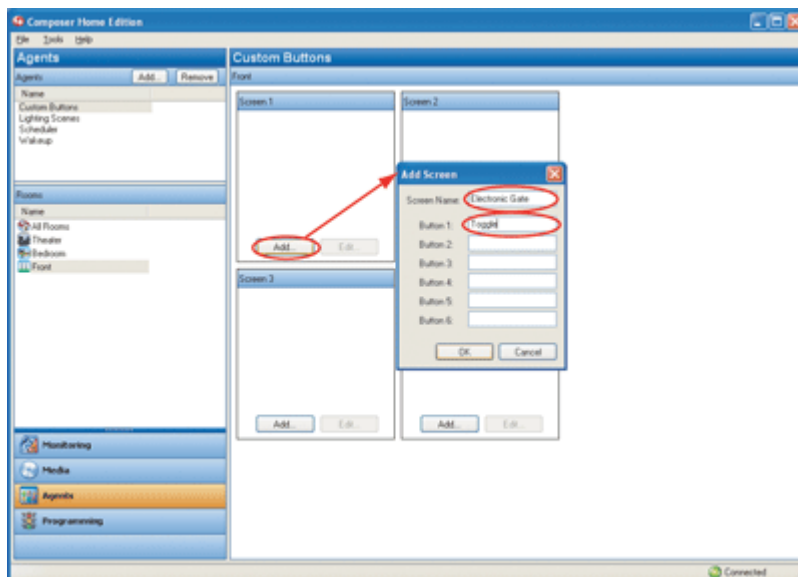 Composer Home Edition
File Tools Help
Agents
Agents Add... Remove
Name
Custom Buttons
Lighting Scenes
Scheduler
Wakeup
Rooms
Name
All Rooms
Theater
Bedroom
Front
Monitoring
Media
Agents
Programming
Custom Buttons
Front
Screen 1
Add... Edit...
Screen 2
Screen 3
Add... Edit...
Add... Edit...
Add Screen
Screen Name: Electronic Gate
Button 1: Toggle
Button 2:
Button 3:
Button 4:
Button 5:
Button 6:
OK Cancel
Connected